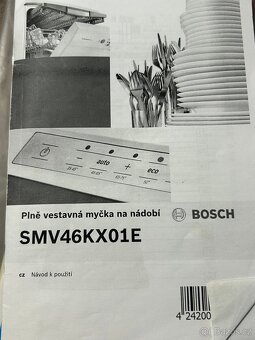 auto
eco
Plně vestavná myčka na nádobí
BOSCH
SMV46KX01E
cz Návod k použití
4 24200